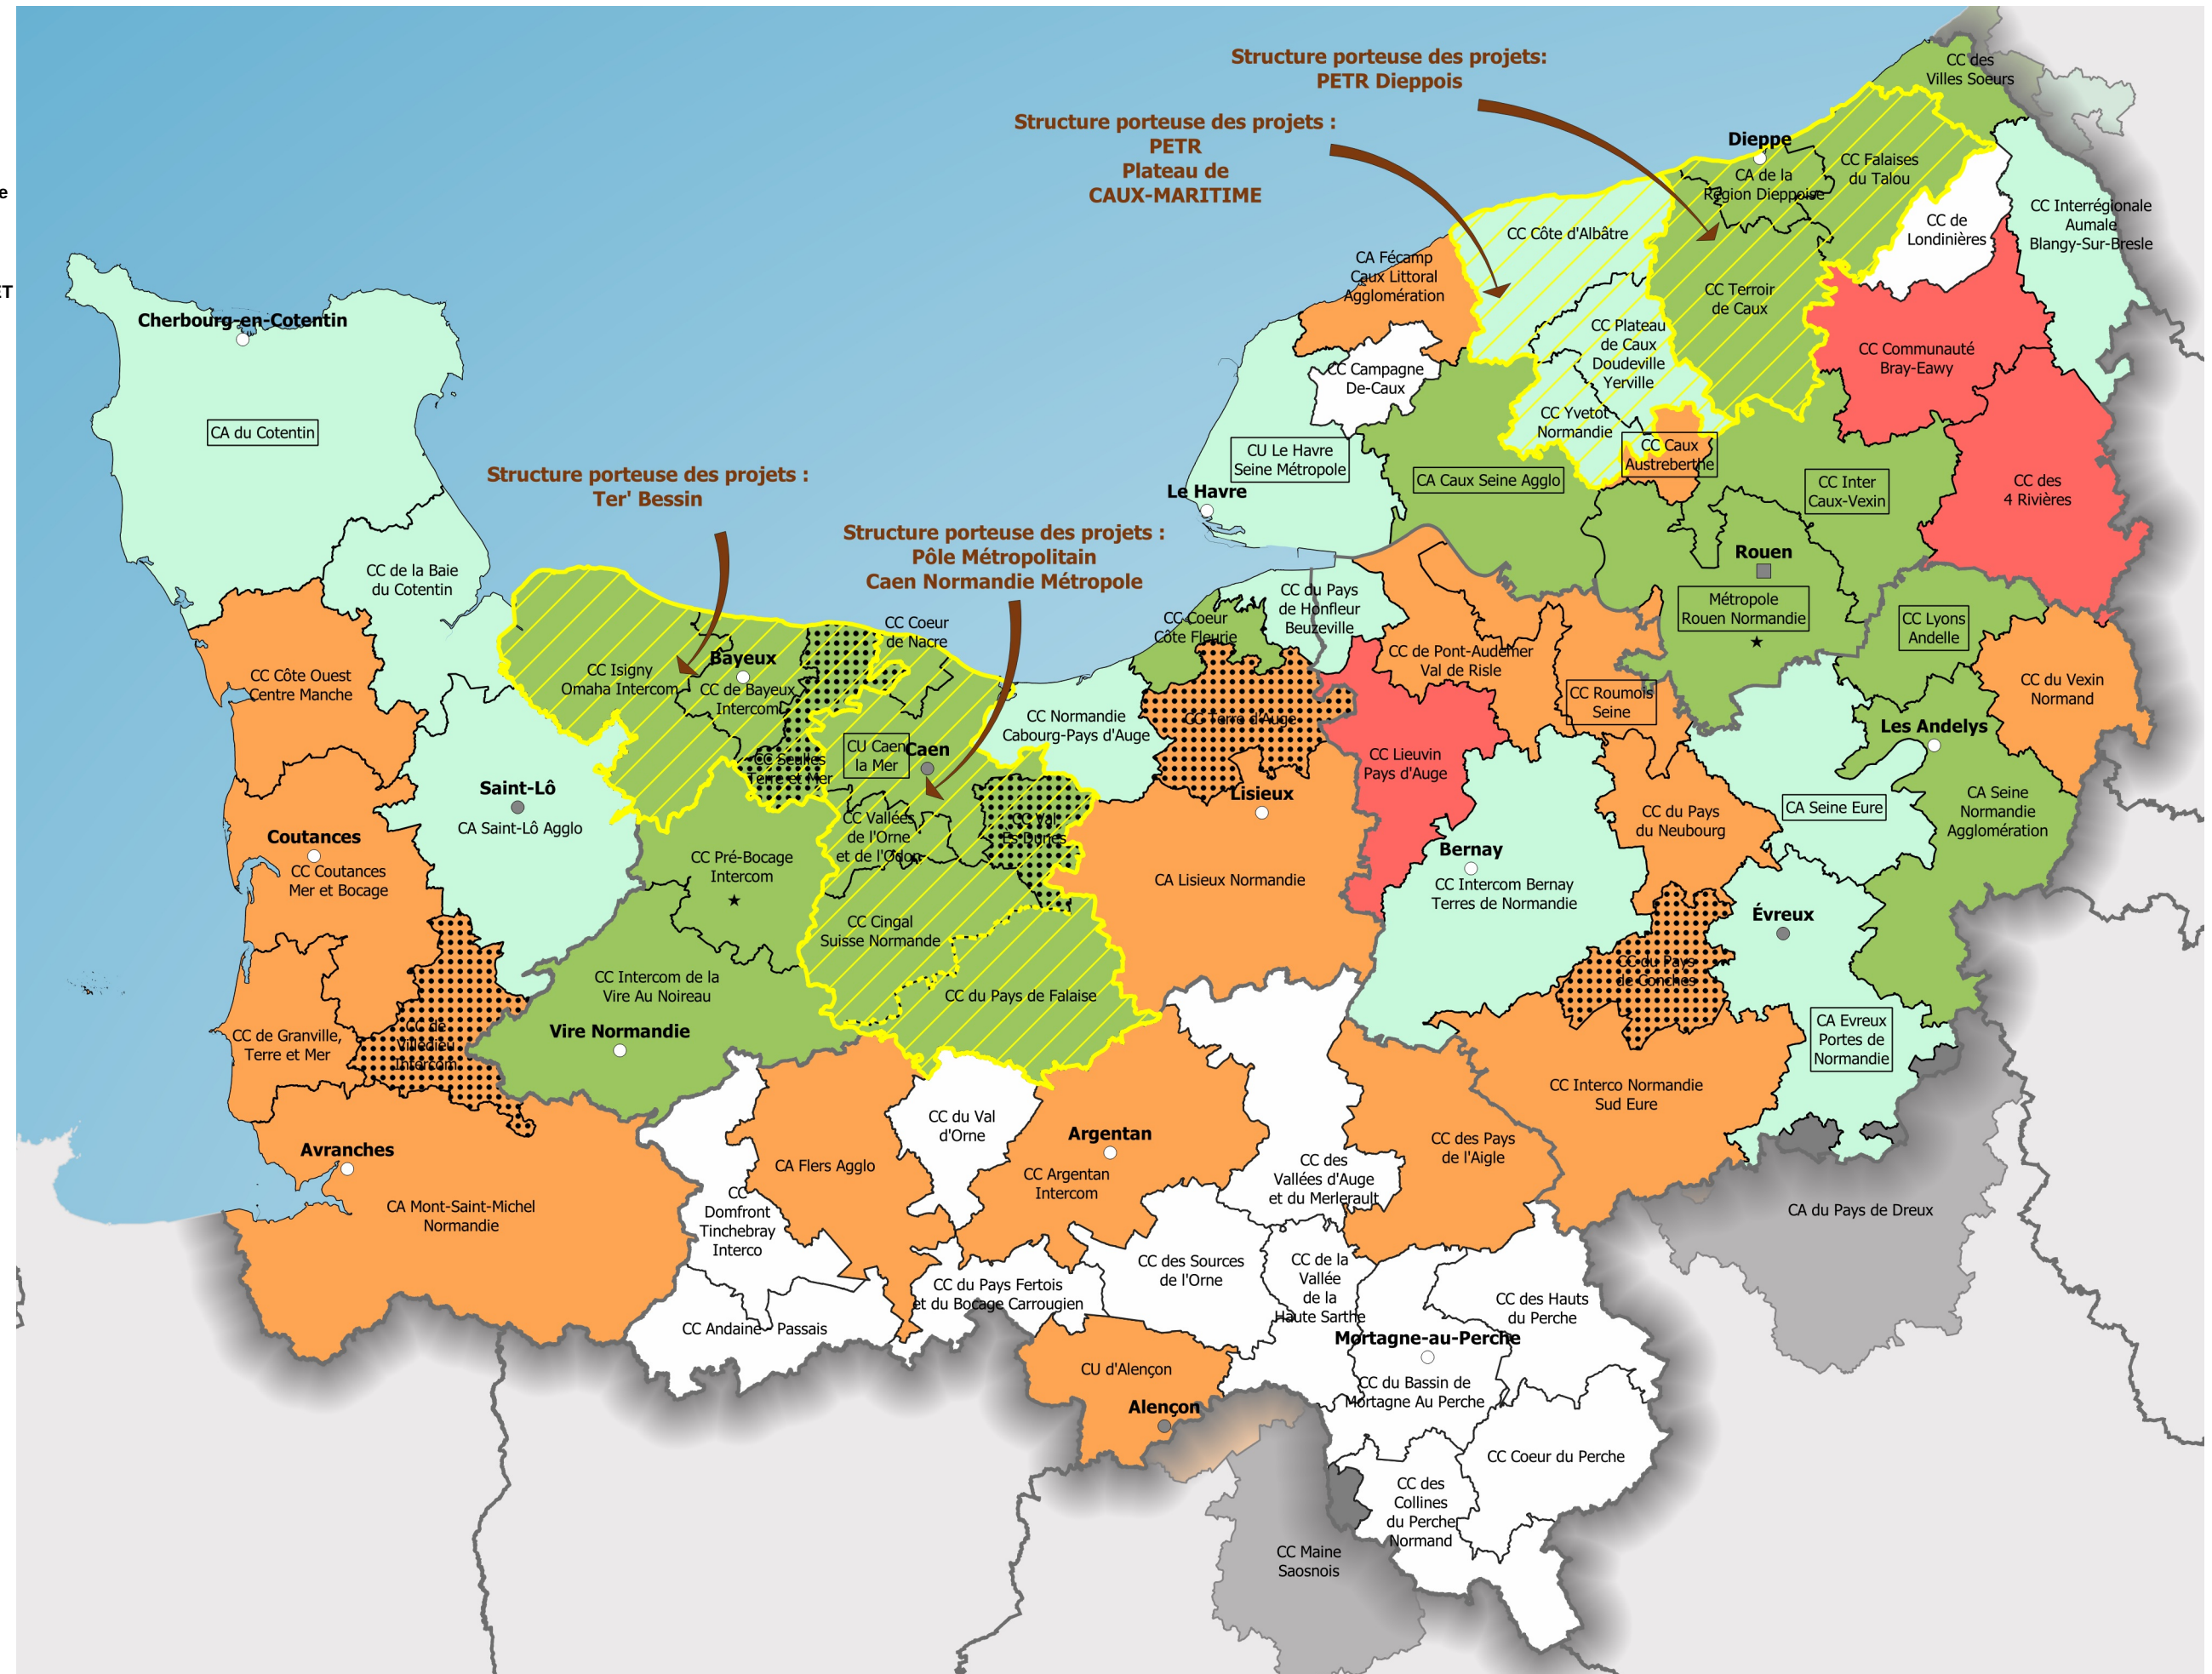 Structure porteuse des projets:
PETR Dieppois
Structure porteuse des projets :
PETR
Plateau de
CAUX-MARITIME
CC des
Villes Soeurs
Dieppe
CA de la
Région Dieppoise
CC Falaises
du Talou
e
CC de
Londinières
CC Interrégionale
Aumale
Blangy-Sur-Bresle
CC Côte d'Albâtre
CA Fécamp
Caux Littoral
Agglomération
ET
CC Terroir
de Caux
Cherbourg-en-Cotentin
CC Plateau
de Caux
Doudeville
Yerville
CC Communauté
Bray-Eawy
CC Campagne
De-Caux
CA du Cotentin
CC Yvetot
Normandie
CU Le Havre
Seine Métropole
CC Caux
Austreberthe
CA Caux Seine Agglo
CC Inter
Caux-Vexin
CC des
4 Rivières
Structure porteuse des projets :
Ter' Bessin
Le Havre
Structure porteuse des projets :
Pôle Métropolitain
Caen Normandie Métropole
Rouen
CC de la Baie
du Cotentin
CC du Pays
de Honfleur
Beuzeville
Métropole
Rouen Normandie
CC Lyons
Andelle
CC Coeur
de Nacre
CC Coeur
Côte Fleurie
CC de Pont-Audemer
Val de Risle
Bayeux
CC Isigny
Omaha Intercom
CC de Bayeux
Intercom
CC Côte Ouest
Centre Manche
CC Roumois
Seine
CC du Vexin
Normand
CC Normandie
Cabourg-Pays d'Auge
CC Terre d'Auge
Les Andelys
CU Caen
la Mer
Caen
CC Seulles
Terre et Mer
CC Lieuvin
Pays d'Auge
Saint-Lô
CA Saint-Lô Agglo
Lisieux
CC du Pays
du Neubourg
CA Seine Eure
CA Seine
Normandie
Agglomération
CC Vallées
de l'Orne
et de l'Odon
CC Val
Es Dunes
Coutances
CC Coutances
Mer et Bocage
CC Pré-Bocage
Intercom
CA Lisieux Normandie
Bernay
CC Intercom Bernay
Terres de Normandie
Évreux
CC Cingal
Suisse Normande
CC du Pays
de Conches
CC Intercom de la
Vire Au Noireau
CC du Pays de Falaise
CC de Granville,
Terre et Mer
CC de
Villedieu
Intercom
Vire Normandie
CA Evreux
Portes de
Normandie
CC Interco Normandie
Sud Eure
CC du Val
d'Orne
Argentan
CC Argentan
Intercom
Avranches
CA Flers Agglo
CC des Pays
de l'Aigle
CC des
Vallées d'Auge
et du Merlerault
CA Mont-Saint-Michel
Normandie
CC
Domfront
Tinchebray
Interco
CA du Pays de Dreux
CC des Sources
de l'Orne
CC de la
Vallée
de la
Haute Sarthe
CC du Pays Fertois
et du Bocage Carrougien
CC des Hauts
du Perche
CC Andaine - Passais
Mortagne-au-Perche
CU d'Alençon
CC du Bassin de
Mortagne Au Perche
Alençon
CC Coeur du Perche
CC des
Collines
du Perche
Normand
CC Maine
Saosnois